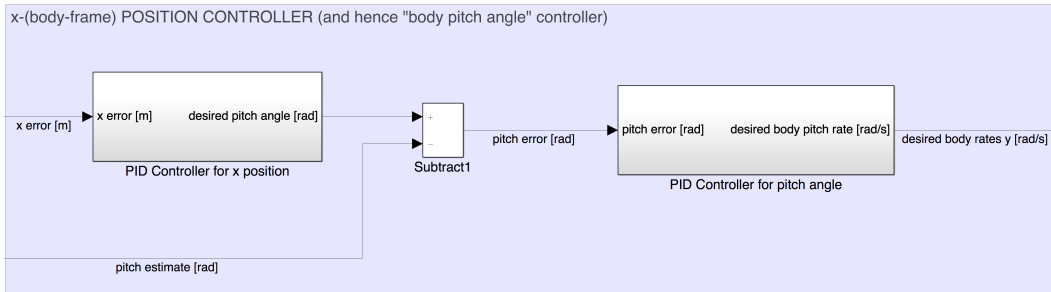 x-(body-frame) POSITION CONTROLLER (and hence "body pitch angle" controller)
x error [m]
x error [m]
desired pitch angle [rad]
PID Controller for x position
+
−
Subtract1
pitch estimate [rad]
pitch error [rad]
pitch error [rad]
desired body pitch rate [rad/s]
PID Controller for pitch angle
desired body rates y [rad/s]